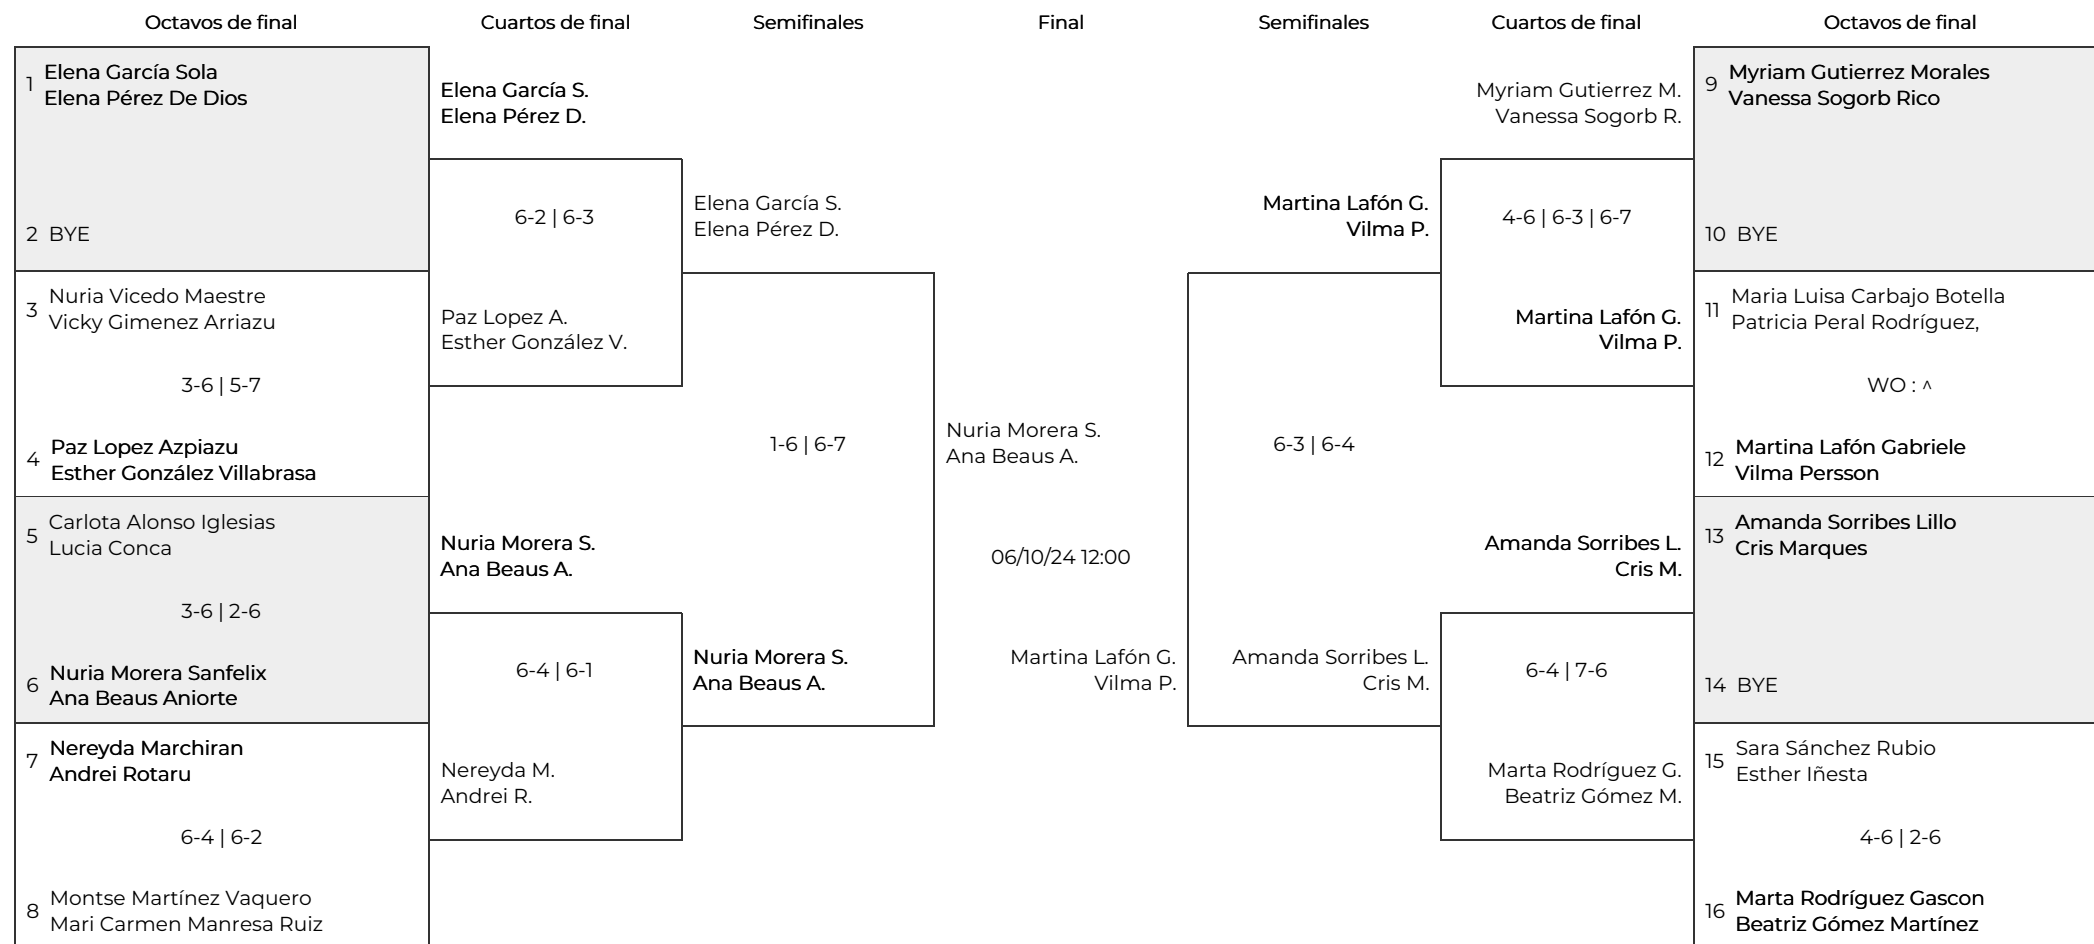 Octavos de final
Cuartos de final
Semifinales
Final
Semifinales
Cuartos de final
Octavos de final
1
Elena García Sola
Elena Pérez De Dios
2 BYE
3
Nuria Vicedo Maestre
Vicky Gimenez Arriazu
3-6 | 5-7
4
Paz Lopez Azpiazu
Esther González Villabrasa
5
Carlota Alonso Iglesias
Lucia Conca
3-6 | 2-6
6
Nuria Morera Sanfelix
Ana Beaus Aniorte
7
Nereyda Marchiran
Andrei Rotaru
6-4 | 6-2
8
Montse Martínez Vaquero
Mari Carmen Manresa Ruiz
Elena García S.
Elena Pérez D.
6-2 | 6-3
Paz Lopez A.
Esther González V.
Nuria Morera S.
Ana Beaus A.
6-4 | 6-1
Nereyda M.
Andrei R.
Elena García S.
Elena Pérez D.
1-6 | 6-7
Nuria Morera S.
Ana Beaus A.
Nuria Morera S.
Ana Beaus A.
06/10/24 12:00
Martina Lafón G.
Vilma P.
Martina Lafón G.
Vilma P.
6-3 | 6-4
Amanda Sorribes L.
Cris M.
Myriam Gutierrez M.
Vanessa Sogorb R.
4-6 | 6-3 | 6-7
Martina Lafón G.
Vilma P.
Amanda Sorribes L.
Cris M.
6-4 | 7-6
Marta Rodríguez G.
Beatriz Gómez M.
9
Myriam Gutierrez Morales
Vanessa Sogorb Rico
10 BYE
11
Maria Luisa Carbajo Botella
Patricia Peral Rodríguez,
WO : ^
12
Martina Lafón Gabriele
Vilma Persson
13
Amanda Sorribes Lillo
Cris Marques
14 BYE
15
Sara Sánchez Rubio
Esther Iñesta
4-6 | 2-6
16
Marta Rodríguez Gascon
Beatriz Gómez Martínez